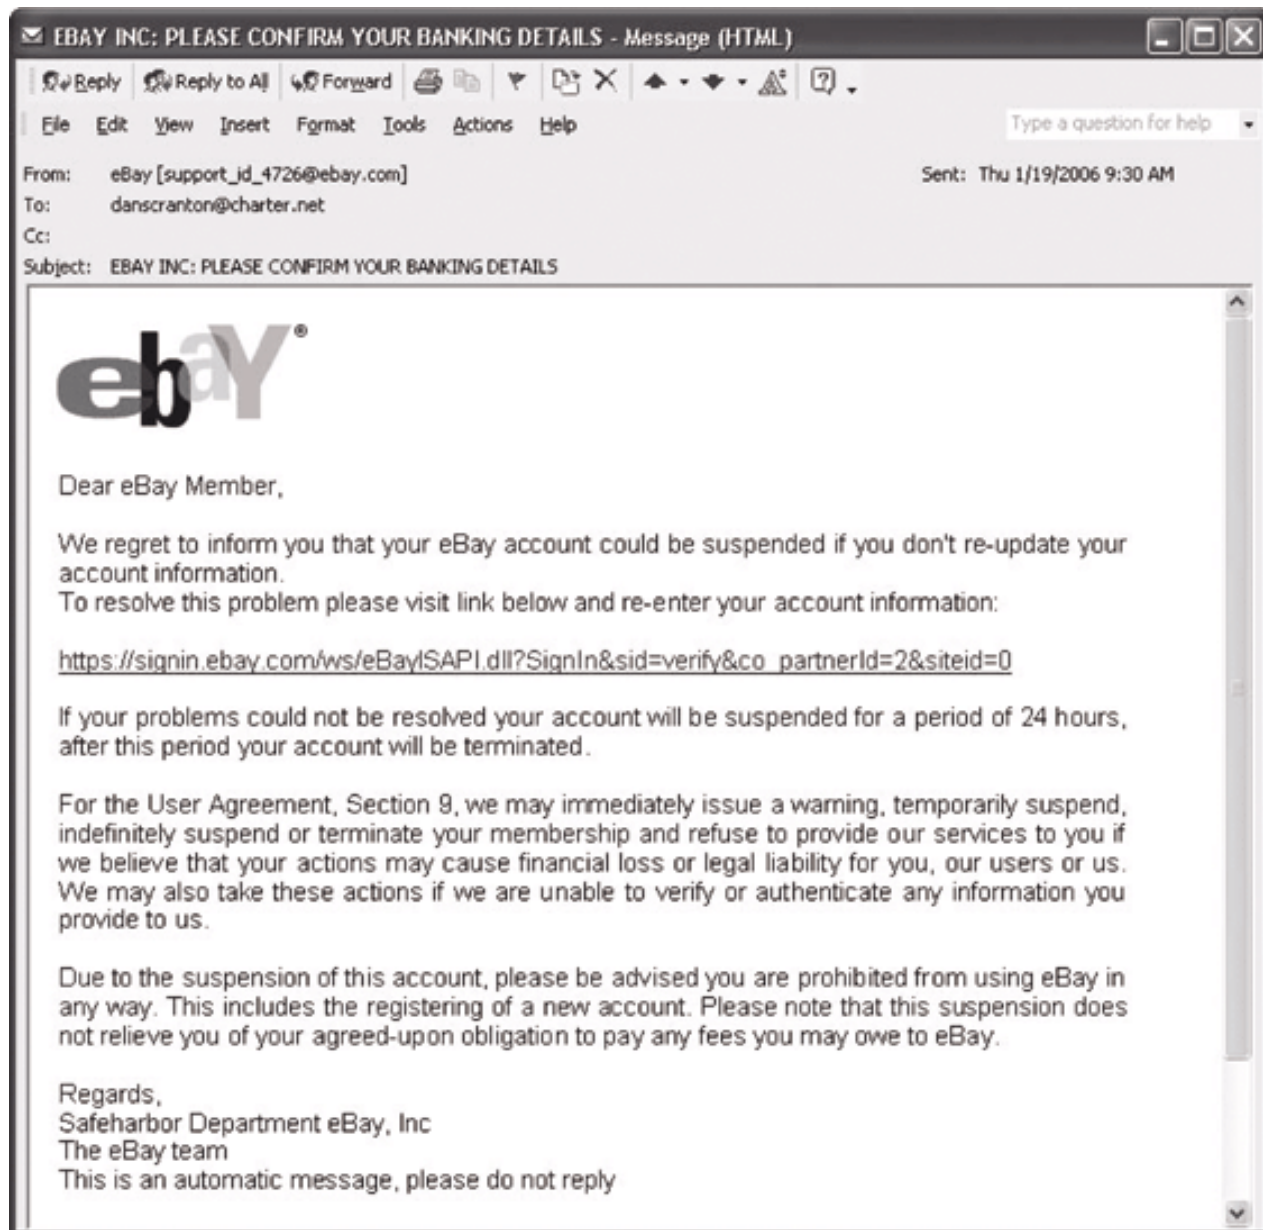 EBAY INC: PLEASE CONFIRM YOUR BANKING DETAILS - Message (HTML)
Reply Reply to All Forward
File Edit View Insert Format Tools Actions Help Type a question for help
From: eBay [support_id_4726@ebay.com] Sent: Thu 1/19/2006 9:30 AM
To: danscranton@charter.net
Cc:
Subject: EBAY INC: PLEASE CONFIRM YOUR BANKING DETAILS
ebaY®
Dear eBay Member,
We regret to inform you that your eBay account could be suspended if you don't re-update your
account information.
To resolve this problem please visit link below and re-enter your account information:
https://signin.ebay.com/ws/eBayISAPI.dll?SignIn&sid=verify&co_partnerId=2&siteid=0
If your problems could not be resolved your account will be suspended for a period of 24 hours,
after this period your account will be terminated.
For the User Agreement, Section 9, we may immediately issue a warning, temporarily suspend,
indefinitely suspend or terminate your membership and refuse to provide our services to you if
we believe that your actions may cause financial loss or legal liability for you, our users or us.
We may also take these actions if we are unable to verify or authenticate any information you
provide to us.
Due to the suspension of this account, please be advised you are prohibited from using eBay in
any way. This includes the registering of a new account. Please note that this suspension does
not relieve you of your agreed-upon obligation to pay any fees you may owe to eBay.
Regards,
Safeharbor Department eBay, Inc
The eBay team
This is an automatic message, please do not reply